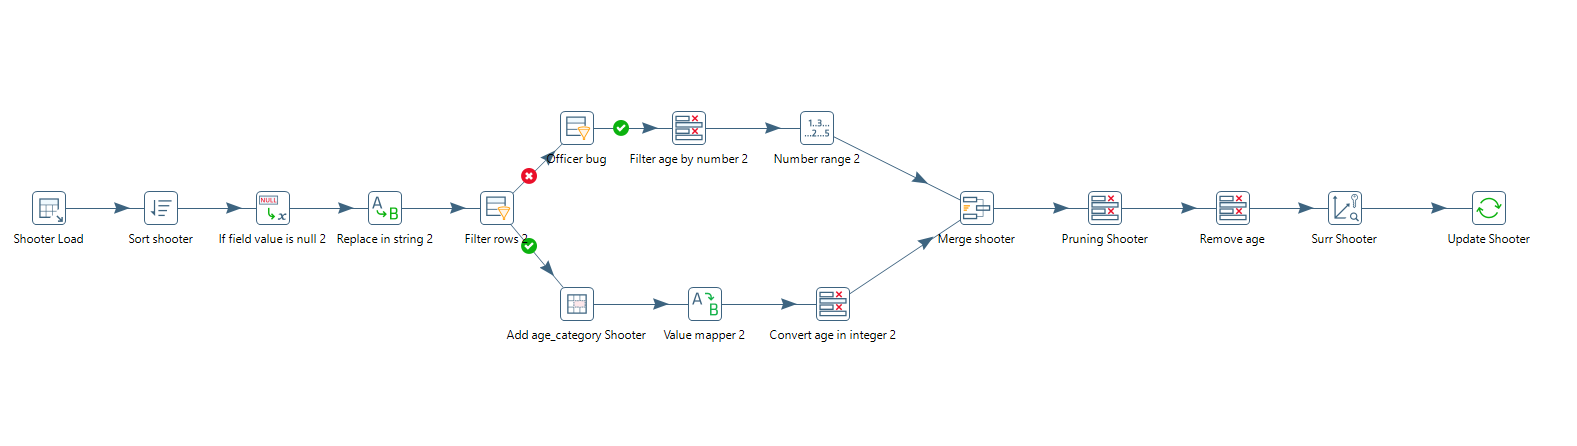 NULL
x
A
B
1..3...
...2...5
Officer bug
Filter age by number 2
Number range 2
Shooter Load
Sort shooter
If field value is null 2
Replace in string 2
Filter rows 2
Merge shooter
Pruning Shooter
Remove age
Surr Shooter
Update Shooter
A
B
Add age_category Shooter
Value mapper 2
Convert age in integer 2